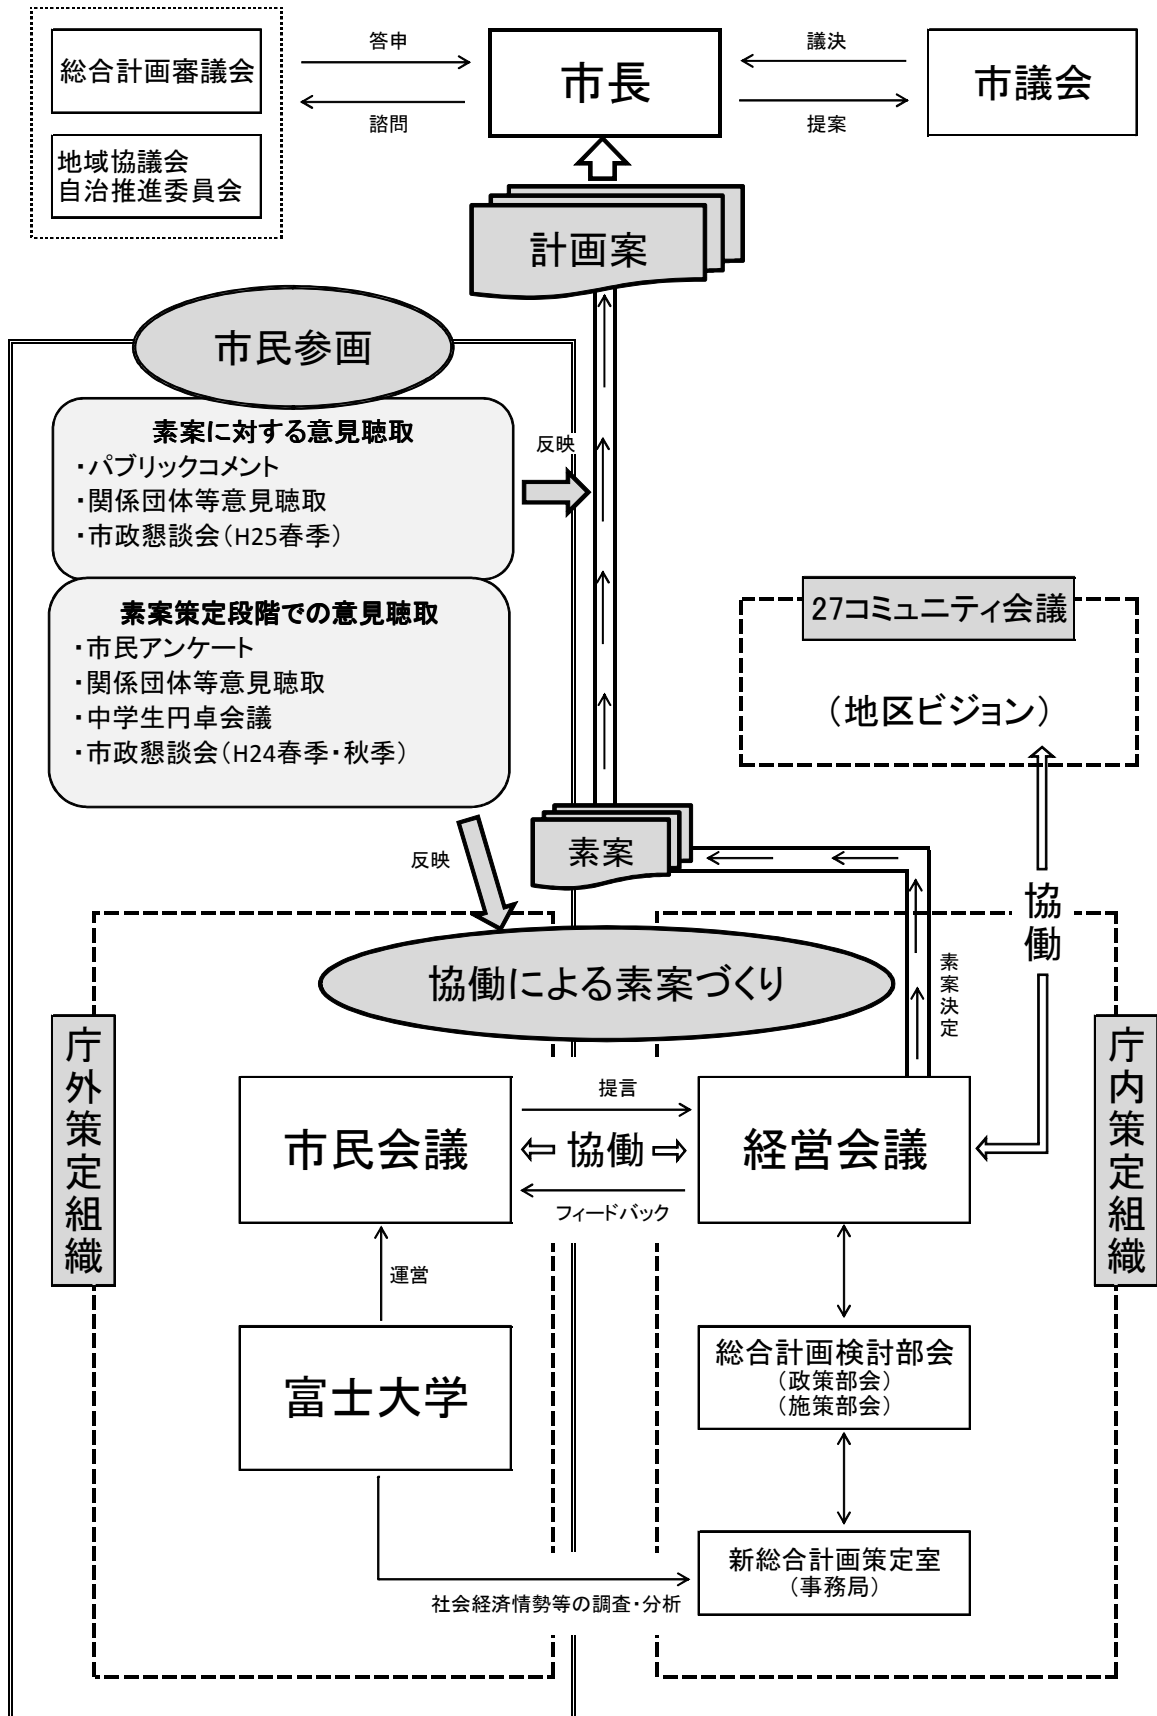 総合計画審議会
地域協議会
自治推進委員会
答申
諮問
市長
議決
提案
市議会
計画案
市民参画
素案に対する意見聴取
・パブリックコメント
・関係団体等意見聴取
・市政懇談会（H25春季）
反映
素案策定段階での意見聴取
・市民アンケート
・関係団体等意見聴取
・中学生円卓会議
・市政懇談会（H24春季・秋季）
反映
27コミュニティ会議
（地区ビジョン）
素案
協働
協働による素案づくり
素案決定
庁外策定組織
庁内策定組織
市民会議
提言
協働
フィードバック
経営会議
運営
富士大学
総合計画検討部会
（政策部会）
（施策部会）
新総合計画策定室
（事務局）
社会経済情勢等の調査・分析